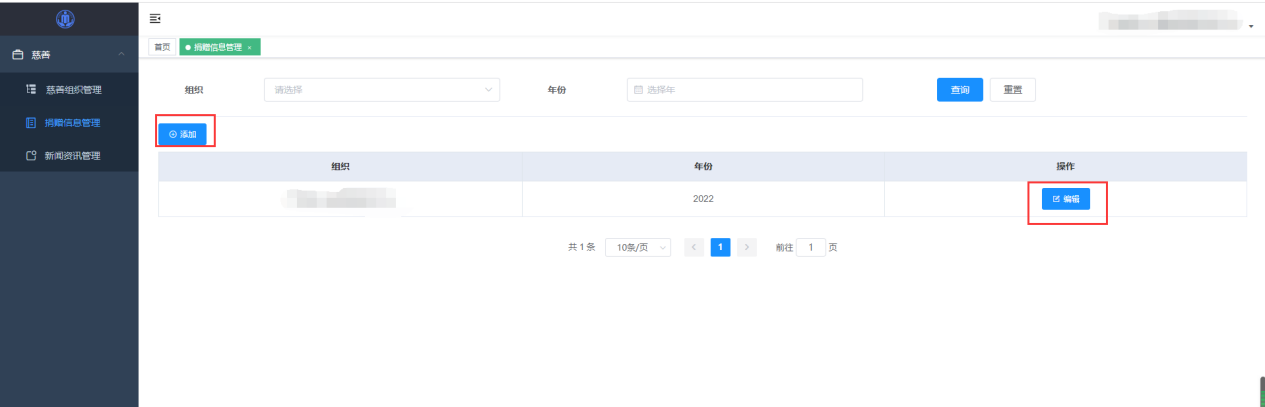 慈善
慈善组织管理
捐赠信息管理
新闻资讯管理
首页 捐赠信息管理 ×
组织 请选择 年份 选择年 查询 重置
添加
组织 年份 操作
2022 编辑
共 1 条 10条/页 < 1 > 前往 1 页